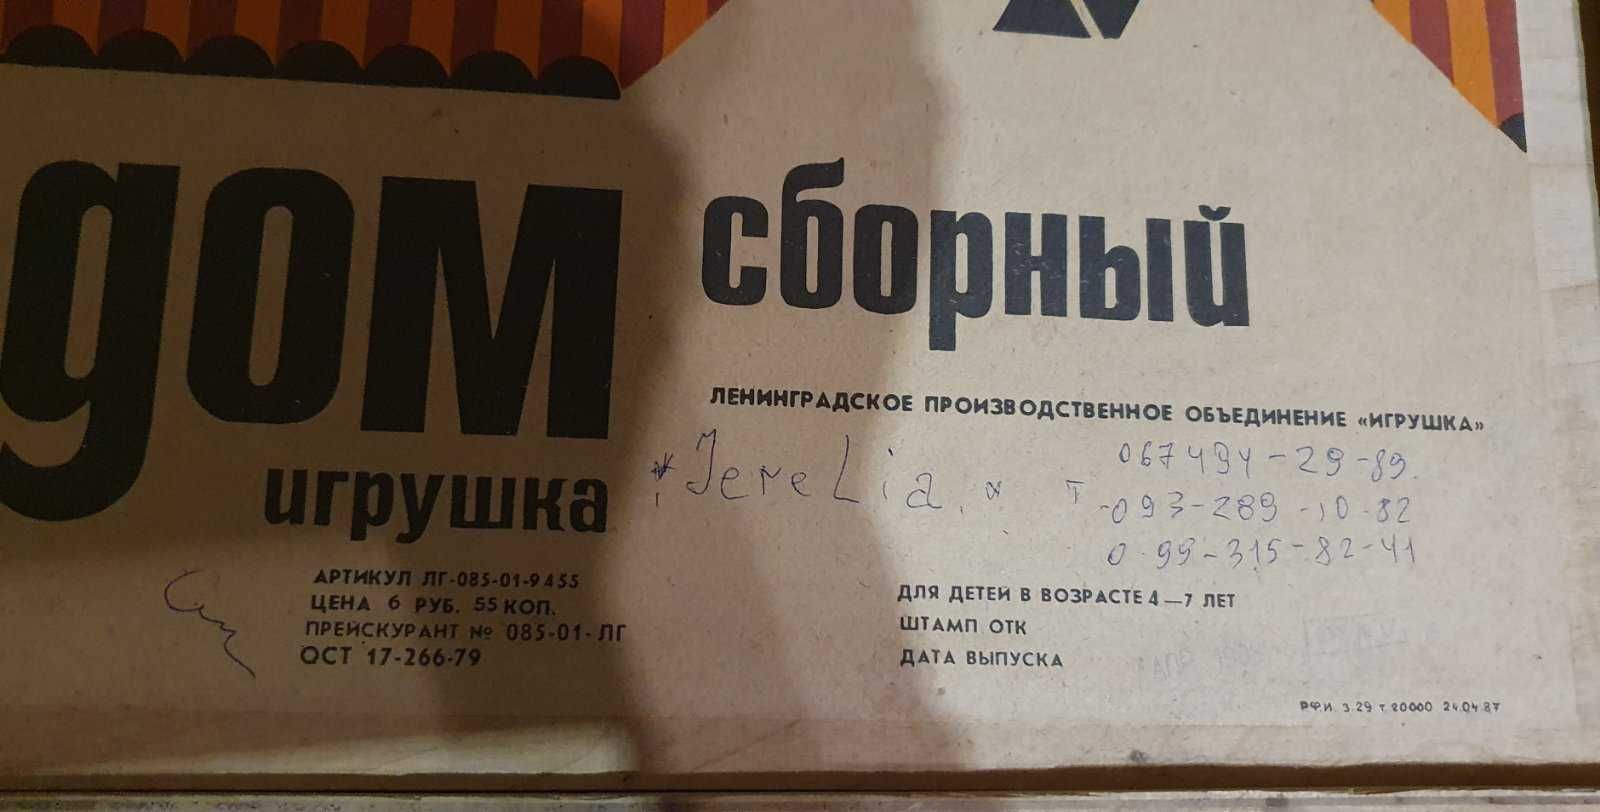 дом сборный
игрушка
ЛЕНИНГРАДСКОЕ ПРОИЗВОДСТВЕННОЕ ОБЪЕДИНЕНИЕ «ИГРУШКА»
*JereLia.* т
067 494-29-89.
-093-289-10-82
0 99-315-82-41
АРТИКУЛ ЛГ-085-01-9455
ЦЕНА 6 РУБ. 55 КОП.
ПРЕЙСКУРАНТ № 085-01-ЛГ
ОСТ 17-266-79
ДЛЯ ДЕТЕЙ В ВОЗРАСТЕ 4—7 ЛЕТ
ШТАМП ОТК
ДАТА ВЫПУСКА
РФИ 3.29 т 20000 24.04.87